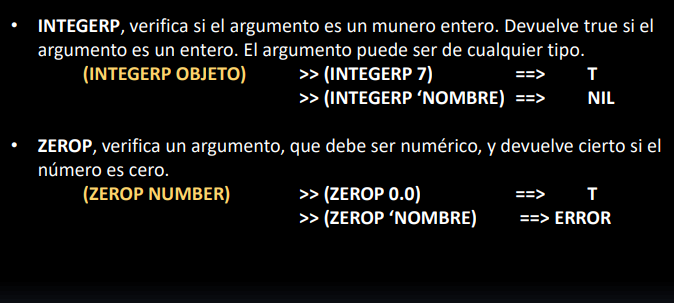 • INTEGERP, verifica si el argumento es un munero entero. Devuelve true si el
argumento es un entero. El argumento puede ser de cualquier tipo.
(INTEGERP OBJETO) >> (INTEGERP 7) ==> T
>> (INTEGERP ‘NOMBRE) ==> NIL
• ZEROP, verifica un argumento, que debe ser numérico, y devuelve cierto si el
número es cero.
(ZEROP NUMBER) >> (ZEROP 0.0) ==> T
>> (ZEROP ‘NOMBRE) ==> ERROR